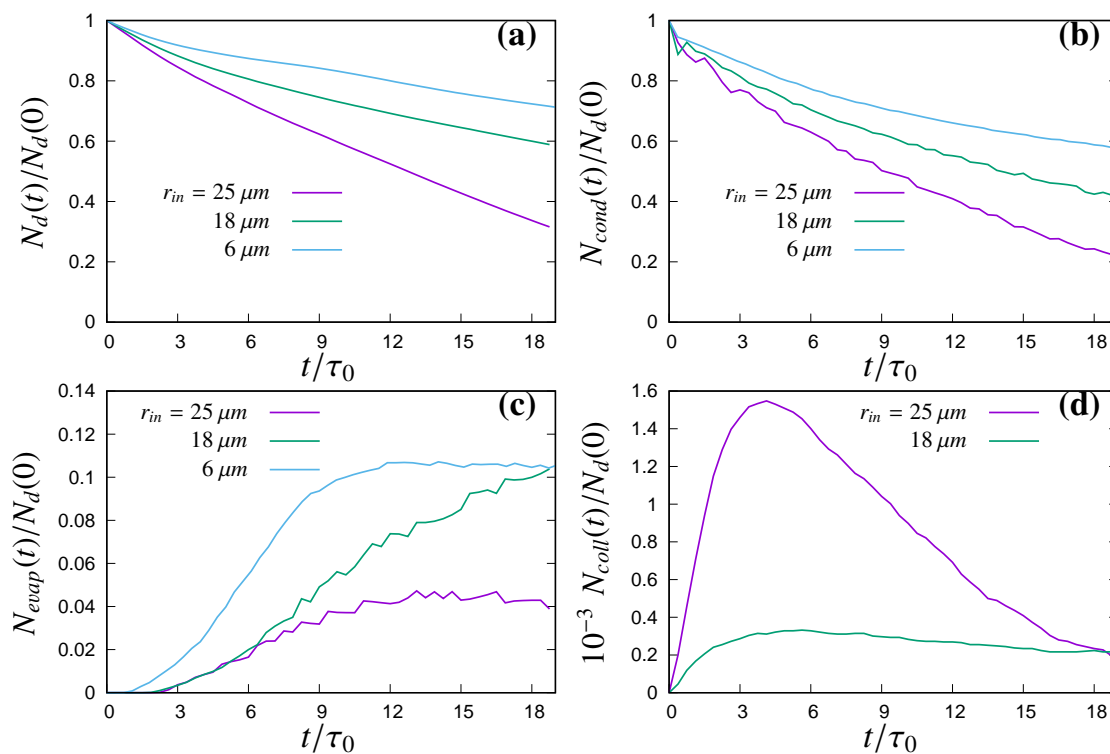 (a)
N_d(t)/N_d(0)
1
0.8
0.6
0.4
0.2
0
r_in = 25 μm
18 μm
6 μm
0 3 6 9 12 15 18
t/τ_0
(b)
N_cond(t)/N_d(0)
1
0.8
0.6
0.4
0.2
0
r_in = 25 μm
18 μm
6 μm
0 3 6 9 12 15 18
t/τ_0
(c)
N_evap(t)/N_d(0)
0.14
0.12
0.1
0.08
0.06
0.04
0.02
0
r_in = 25 μm
18 μm
6 μm
0 3 6 9 12 15 18
t/τ_0
(d)
10^{-3} N_coll(t)/N_d(0)
1.6
1.4
1.2
1
0.8
0.6
0.4
0.2
0
r_in = 25 μm
18 μm
0 3 6 9 12 15 18
t/τ_0